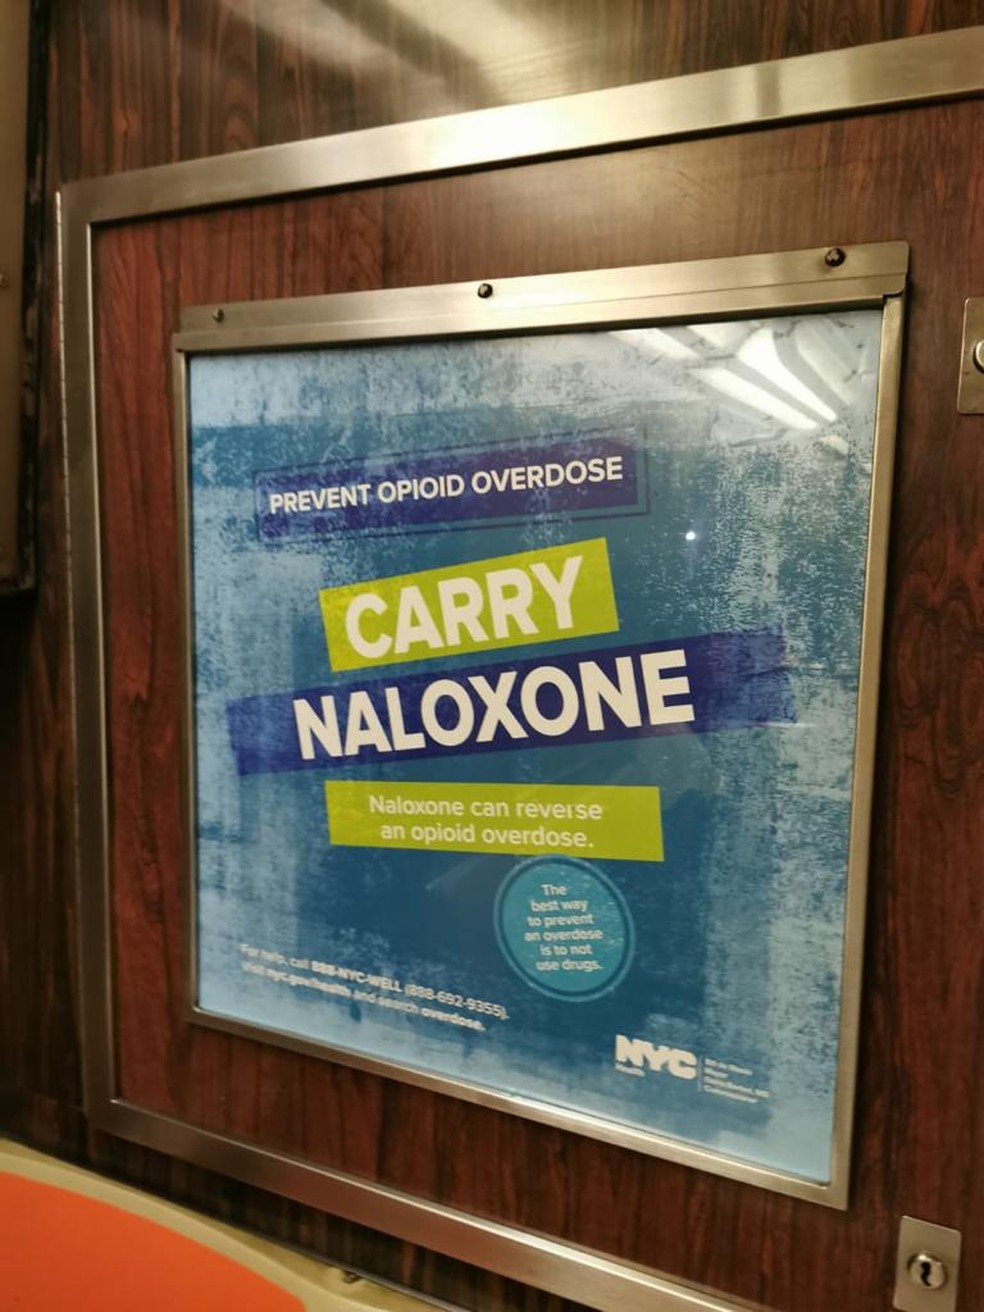 PREVENT OPIOID OVERDOSE
CARRY
NALOXONE
Naloxone can reverse
an opioid overdose.
The
best way
to prevent
an overdose
is to not
use drugs.
For help, call 888-NYC-WELL (888-692-9355).
Visit nyc.gov/health and search overdose.
NYC
Health
Mayor